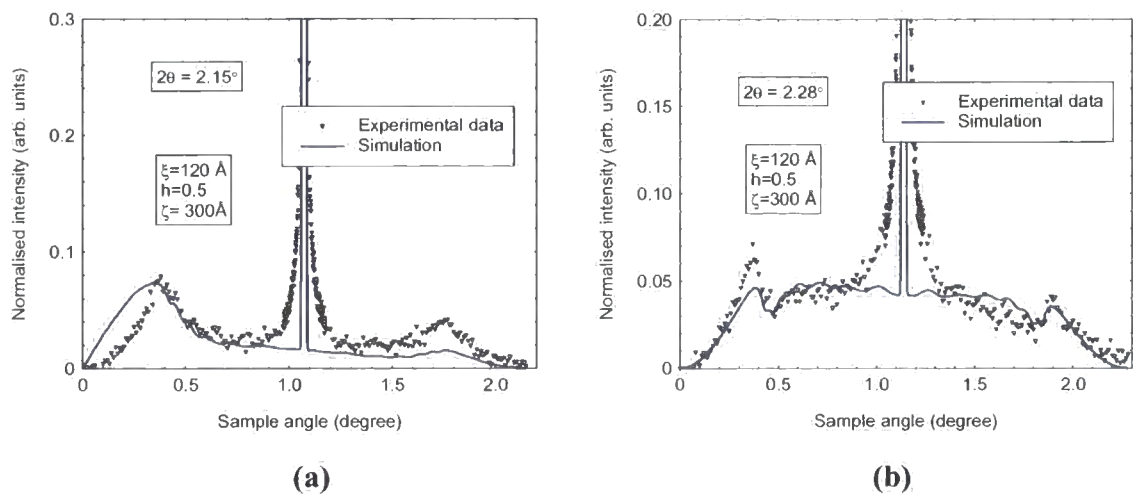 0.3
0.2
0.1
0
Normalised intensity (arb. units)
2θ = 2.15°
Experimental data
Simulation
ξ=120 Å
h=0.5
ζ= 300Å
0.0
0.5
1.0
1.5
2.0
Sample angle (degree)
(a)
0.20
0.15
0.10
0.05
0
Normalised intensity (arb. units)
2θ = 2.28°
Experimental data
Simulation
ξ=120 Å
h=0.5
ζ=300 Å
0
0.5
1.0
1.5
2.0
Sample angle (degree)
(b)